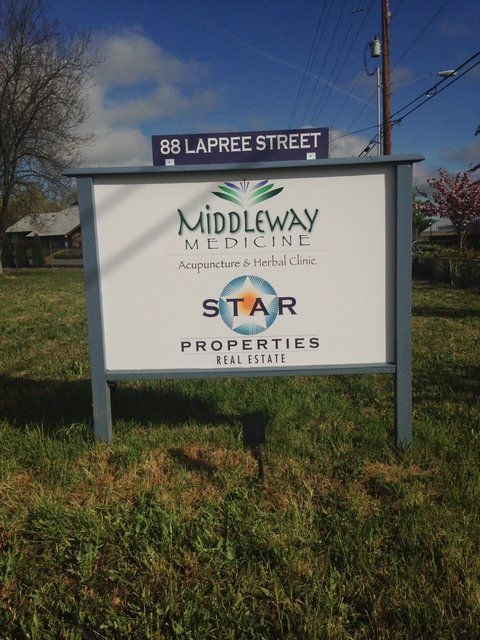 88 LAPREE STREET
MiDDLEWAY
MEDICINE
Acupuncture & Herbal Clinic
STAR
PROPERTIES
REAL ESTATE